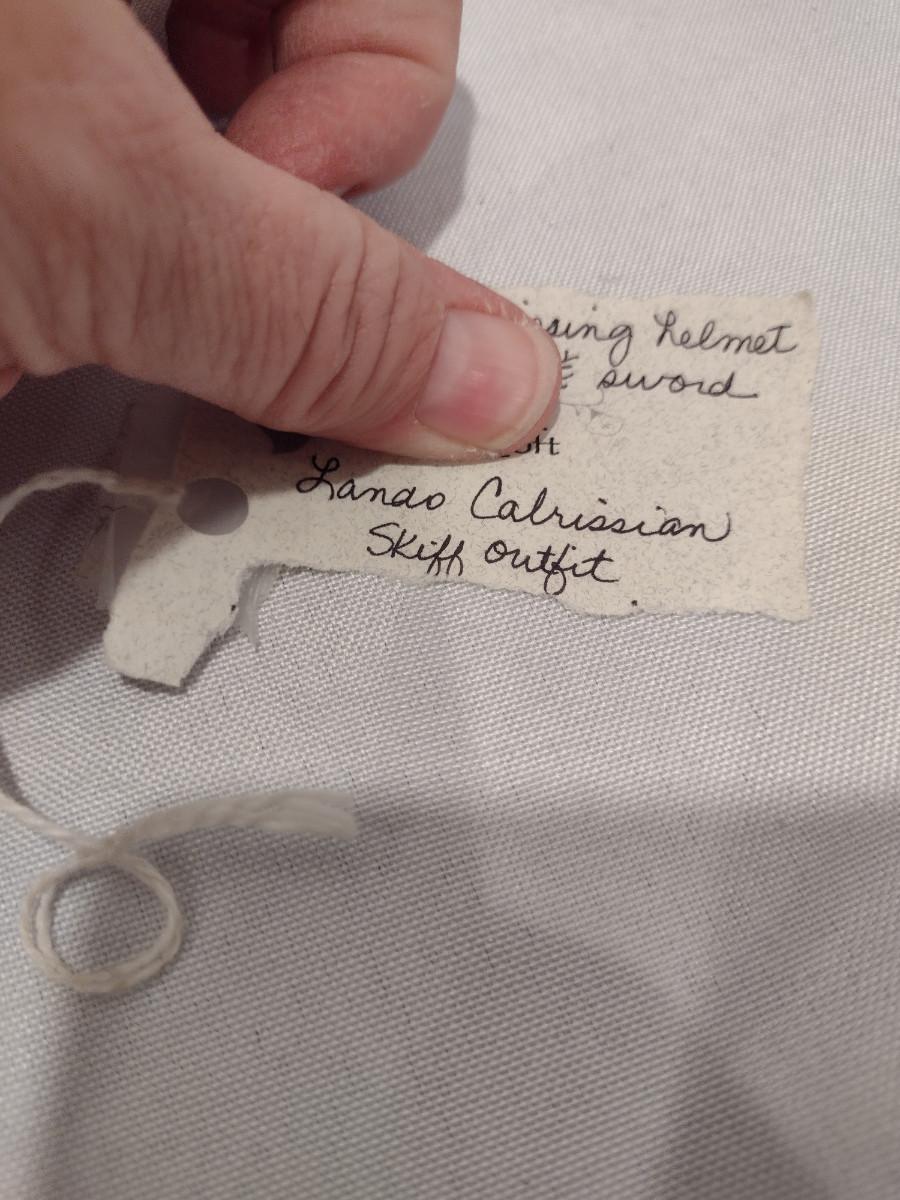 helmet
sword
Lando Calrissian
Skiff outfit